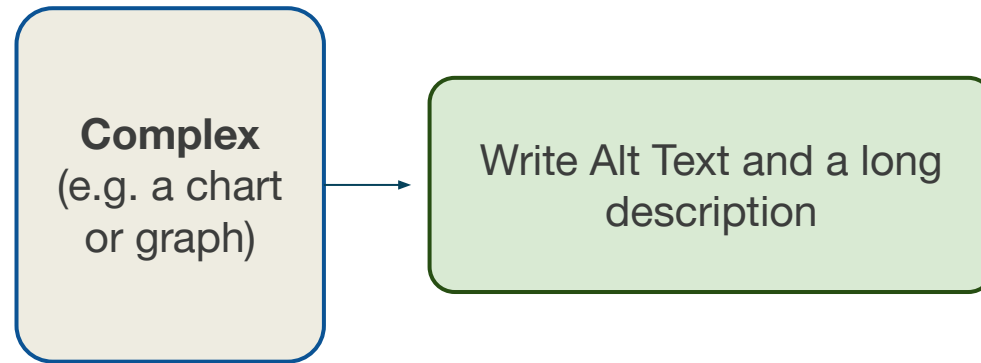 Complex
(e.g. a chart
or graph)
Write Alt Text and a long
description